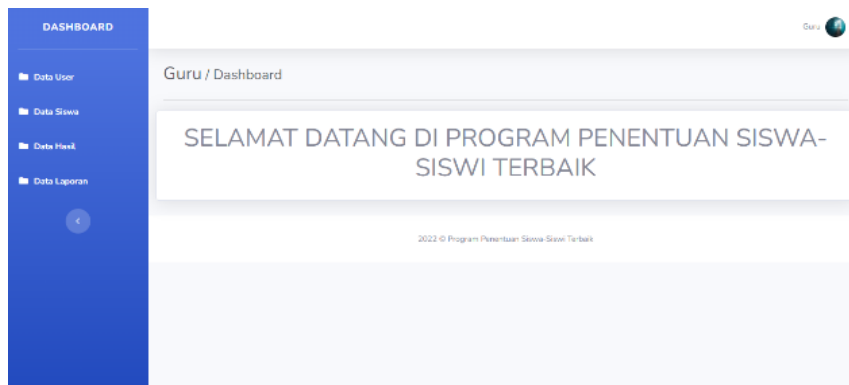 DASHBOARD
Guru
Data User
Data Siswa
Data Hasil
Data Laporan
Guru / Dashboard
SELAMAT DATANG DI PROGRAM PENENTUAN SISWA-
SISWI TERBAIK
2022 © Program Penentuan Siswa-Siswi Terbaik